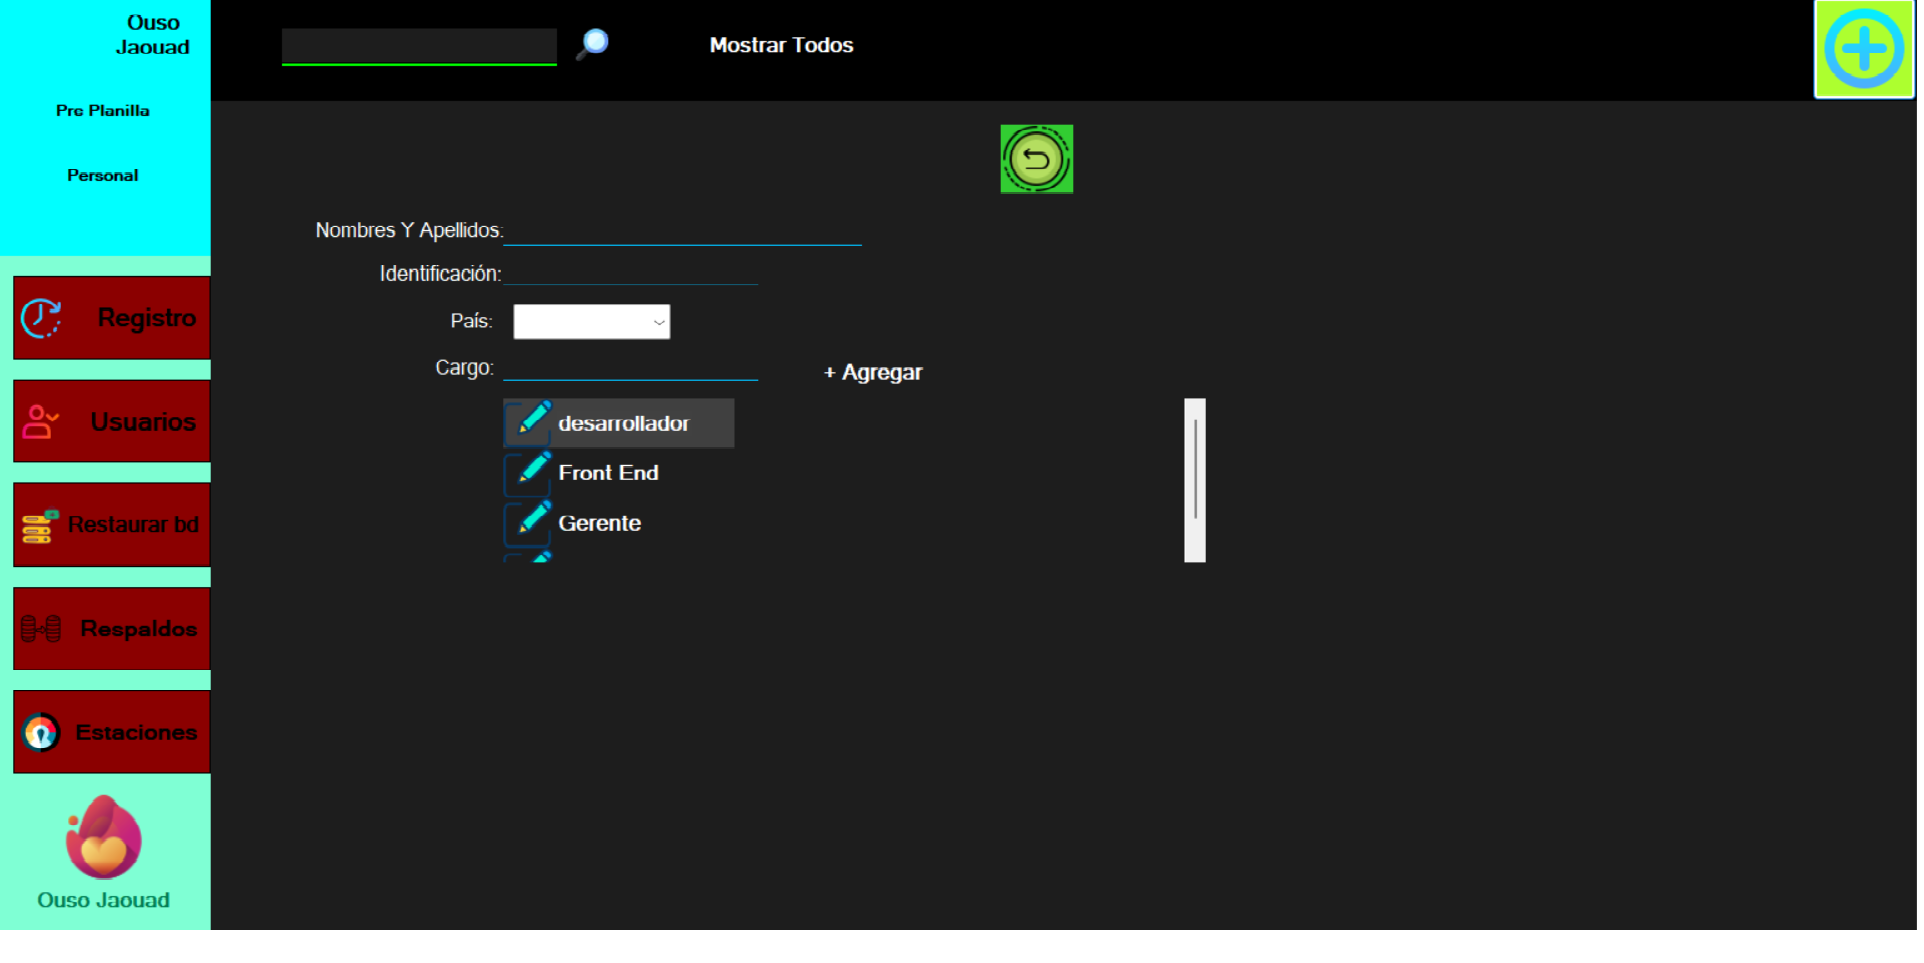 Ouso
Jaouad
Pre Planilla
Personal
Registro
Usuarios
Restaurar bd
Respaldos
Estaciones
Ouso Jaouad
Mostrar Todos
Nombres Y Apellidos:
Identificación:
País:
Cargo:
+ Agregar
desarrollador
Front End
Gerente